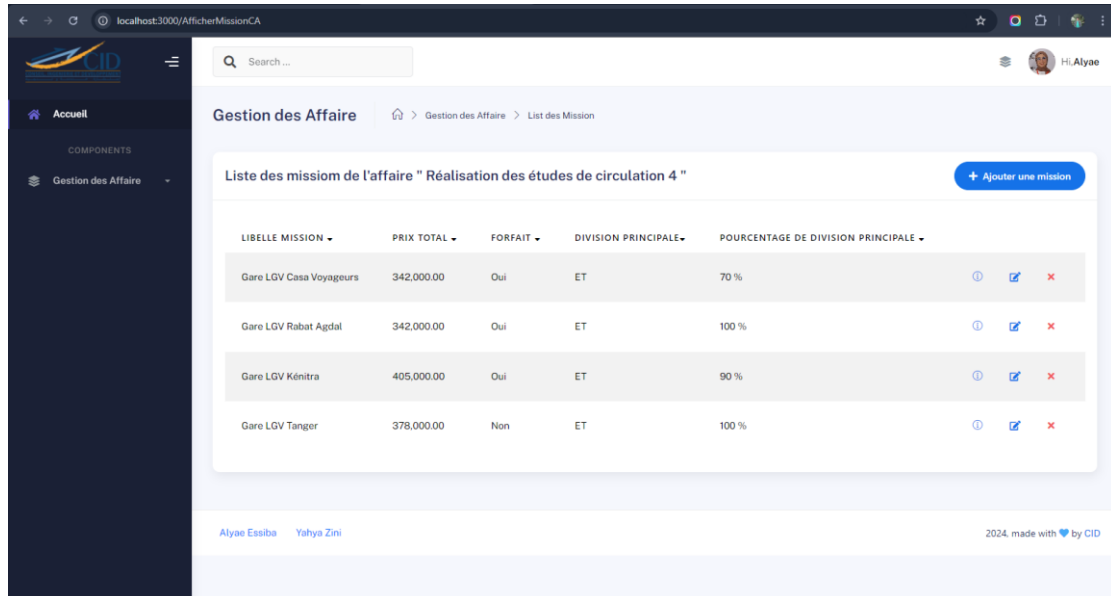 localhost:3000/AfficherMissionCA
CID
Search ...
Hi,Alyae
Accueil
COMPONENTS
Gestion des Affaire
Gestion des Affaire > Gestion des Affaire > List des Mission
Liste des missiom de l'affaire " Réalisation des études de circulation 4 "
+ Ajouter une mission
LIBELLE MISSION PRIX TOTAL FORFAIT DIVISION PRINCIPALE POURCENTAGE DE DIVISION PRINCIPALE
Gare LGV Casa Voyageurs 342,000.00 Oui ET 70 %
Gare LGV Rabat Agdal 342,000.00 Oui ET 100 %
Gare LGV Kénitra 405,000.00 Oui ET 90 %
Gare LGV Tanger 378,000.00 Non ET 100 %
Alyae Essiba Yahya Zini
2024, made with 💙 by CID